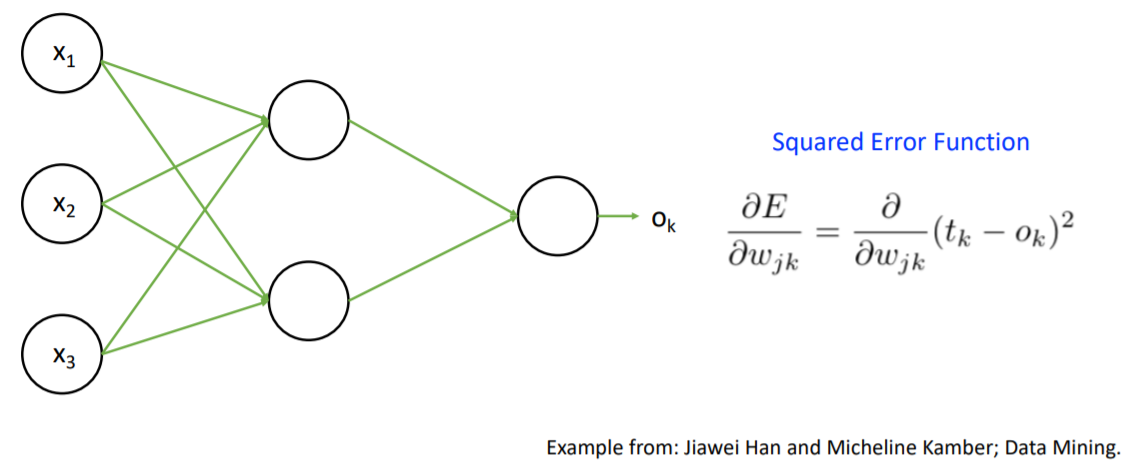 x₁
x₂
x₃
oₖ
Squared Error Function
∂E/∂wⱼₖ = ∂/∂wⱼₖ (tₖ − oₖ)²
Example from: Jiawei Han and Micheline Kamber; Data Mining.